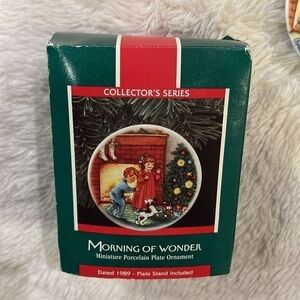 COLLECTOR'S SERIES
MORNING OF WONDER
Miniature Porcelain Plate Ornament
Dated 1989 - Plate Stand Included